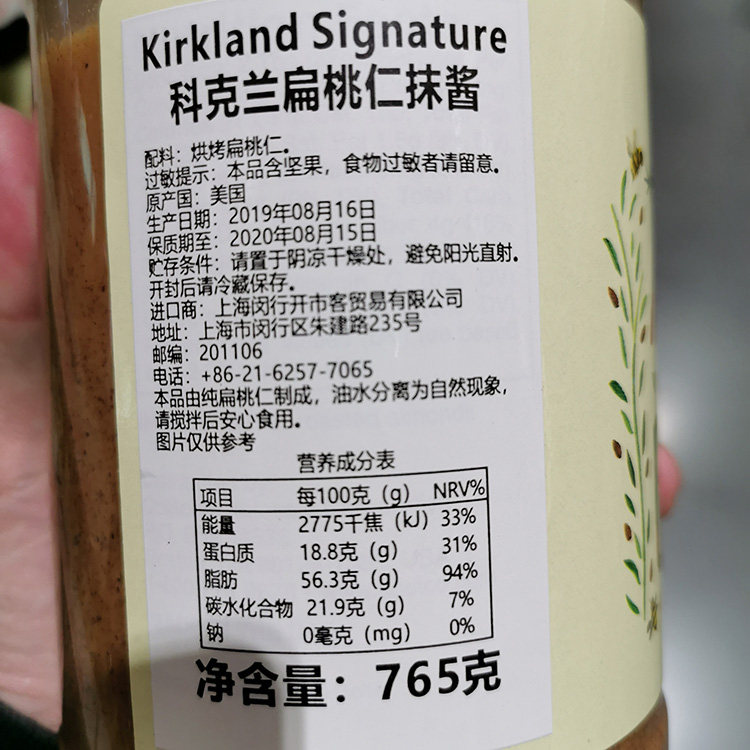 Kirkland Signature
科克兰扁桃仁抹酱
配料：烘烤扁桃仁。
过敏提示：本品含坚果，食物过敏者请留意。
原产国：美国
生产日期：2019年08月16日
保质期至：2020年08月15日
贮存条件：请置于阴凉干燥处，避免阳光直射。
开封后请冷藏保存。
进口商：上海闵行开市客贸易有限公司
地址：上海市闵行区朱建路235号
邮编：201106
电话：+86-21-6257-7065
本品由纯扁桃仁制成，油水分离为自然现象，
请搅拌后安心食用。
图片仅供参考
营养成分表
项目 每100克（g） NRV%
能量 2775千焦（kJ） 33%
蛋白质 18.8克（g） 31%
脂肪 56.3克（g） 94%
碳水化合物 21.9克（g） 7%
钠 0毫克（mg） 0%
净含量：765克